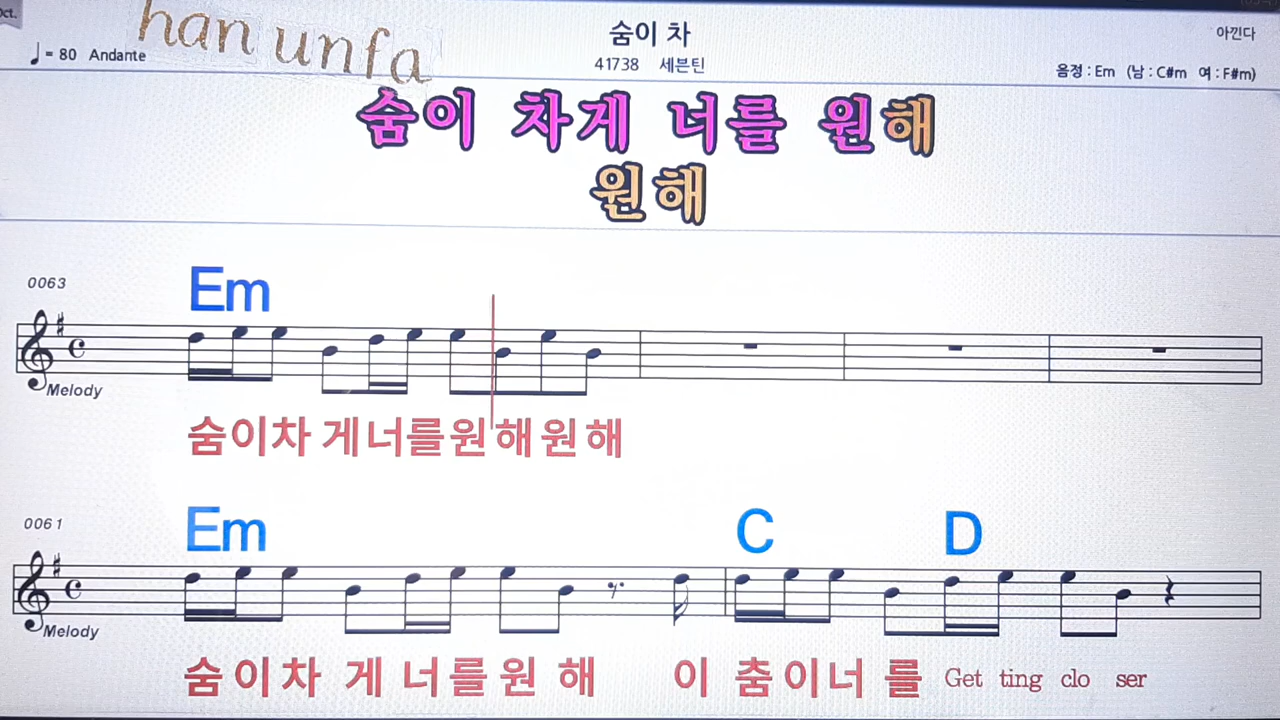 Oct.
han unfa
숨이 차
아낀다
♩= 80 Andante
41738 세븐틴
음정 : Em (남 : C#m 여 : F#m)
숨이 차게 너를 원해
원해
0063
Em
Melody
숨이차 게너를원해원해
0061
Em C D
Melody
숨이차 게 너를원 해 이 춤이너 를 Get ting clo ser